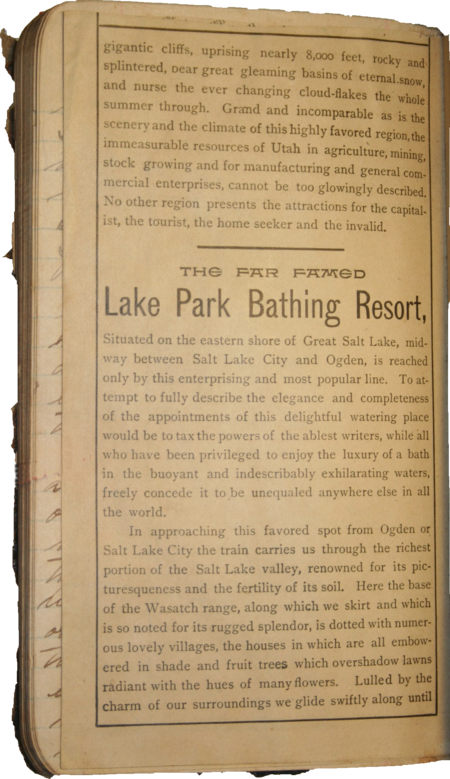 gigantic cliffs, uprising nearly 8,000 feet, rocky and
splintered, near great gleaming basins of eternal snow,
and nurse the ever changing cloud-flakes the whole
summer through. Grand and incomparable as is the
scenery and the climate of this highly favored region, the
immeasurable resources of Utah in agriculture, mining,
stock growing and for manufacturing and general com-
mercial enterprises, cannot be too glowingly described.
No other region presents the attractions for the capital-
ist, the tourist, the home seeker and the invalid.
THE FAR FAMED
Lake Park Bathing Resort,
Situated on the eastern shore of Great Salt Lake, mid-
way between Salt Lake City and Ogden, is reached
only by this enterprising and most popular line. To at-
tempt to fully describe the elegance and completeness
of the appointments of this delightful watering place
would be to tax the powers of the ablest writers, while all
who have been privileged to enjoy the luxury of a bath
in the buoyant and indescribably exhilarating waters,
freely concede it to be unequaled anywhere else in all
the world.
In approaching this favored spot from Ogden or
Salt Lake City the train carries us through the richest
portion of the Salt Lake valley, renowned for its pic-
turesqueness and the fertility of its soil. Here the base
of the Wasatch range, along which we skirt and which
is so noted for its rugged splendor, is dotted with numer-
ous lovely villages, the houses in which are all embow-
ered in shade and fruit trees which overshadow lawns
radiant with the hues of many flowers. Lulled by the
charm of our surroundings we glide swiftly along until